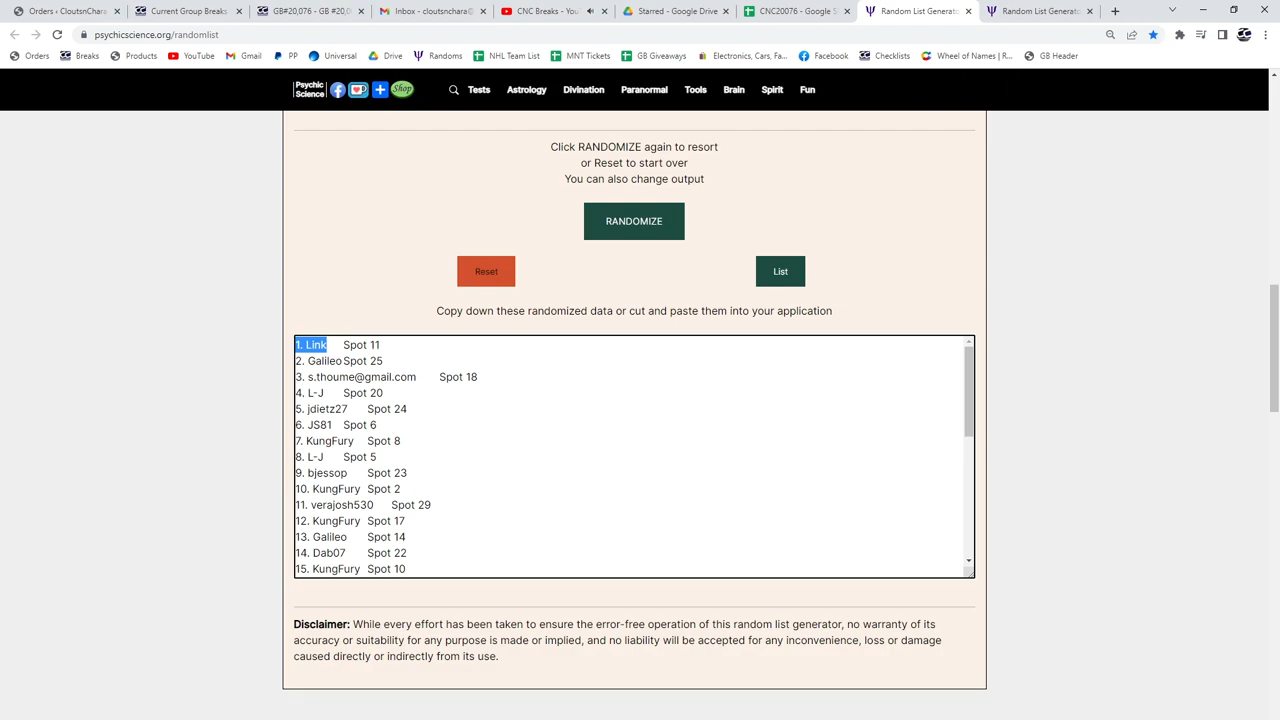 Orders ‹ CloutsnChara
Current Group Breaks
GB#20,076 - GB #20,0
Inbox - cloutsnchara@
CNC Breaks - You
Starred - Google Drive
CNC20076 - Google S
Random List Generato
Random List Generato
psychicscience.org/randomlist
Orders Breaks Products YouTube Gmail PP Universal Drive Randoms NHL Team List MNT Tickets GB Giveaways Electronics, Cars, Fa... Facebook Checklists Wheel of Names | R... GB Header
Psychic Science Shop Tests Astrology Divination Paranormal Tools Brain Spirit Fun
Click RANDOMIZE again to resort
or Reset to start over
You can also change output
RANDOMIZE
Reset List
Copy down these randomized data or cut and paste them into your application
1. Link Spot 11
2. Galileo Spot 25
3. s.thoume@gmail.com Spot 18
4. L-J Spot 20
5. jdietz27 Spot 24
6. JS81 Spot 6
7. KungFury Spot 8
8. L-J Spot 5
9. bjessop Spot 23
10. KungFury Spot 2
11. verajosh530 Spot 29
12. KungFury Spot 17
13. Galileo Spot 14
14. Dab07 Spot 22
15. KungFury Spot 10
Disclaimer: While every effort has been taken to ensure the error-free operation of this random list generator, no warranty of its
accuracy or suitability for any purpose is made or implied, and no liability will be accepted for any inconvenience, loss or damage
caused directly or indirectly from its use.